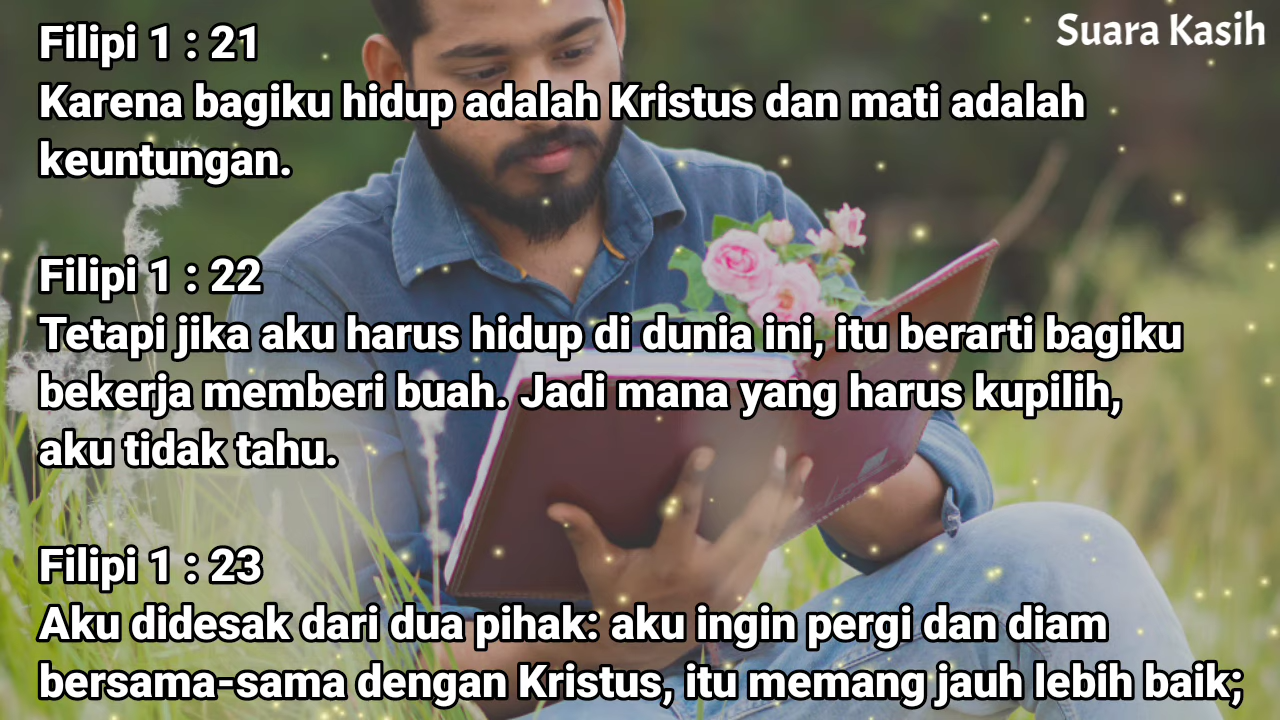 Suara Kasih
Filipi 1 : 21
Karena bagiku hidup adalah Kristus dan mati adalah
keuntungan.
Filipi 1 : 22
Tetapi jika aku harus hidup di dunia ini, itu berarti bagiku
bekerja memberi buah. Jadi mana yang harus kupilih,
aku tidak tahu.
Filipi 1 : 23
Aku didesak dari dua pihak: aku ingin pergi dan diam
bersama-sama dengan Kristus, itu memang jauh lebih baik;